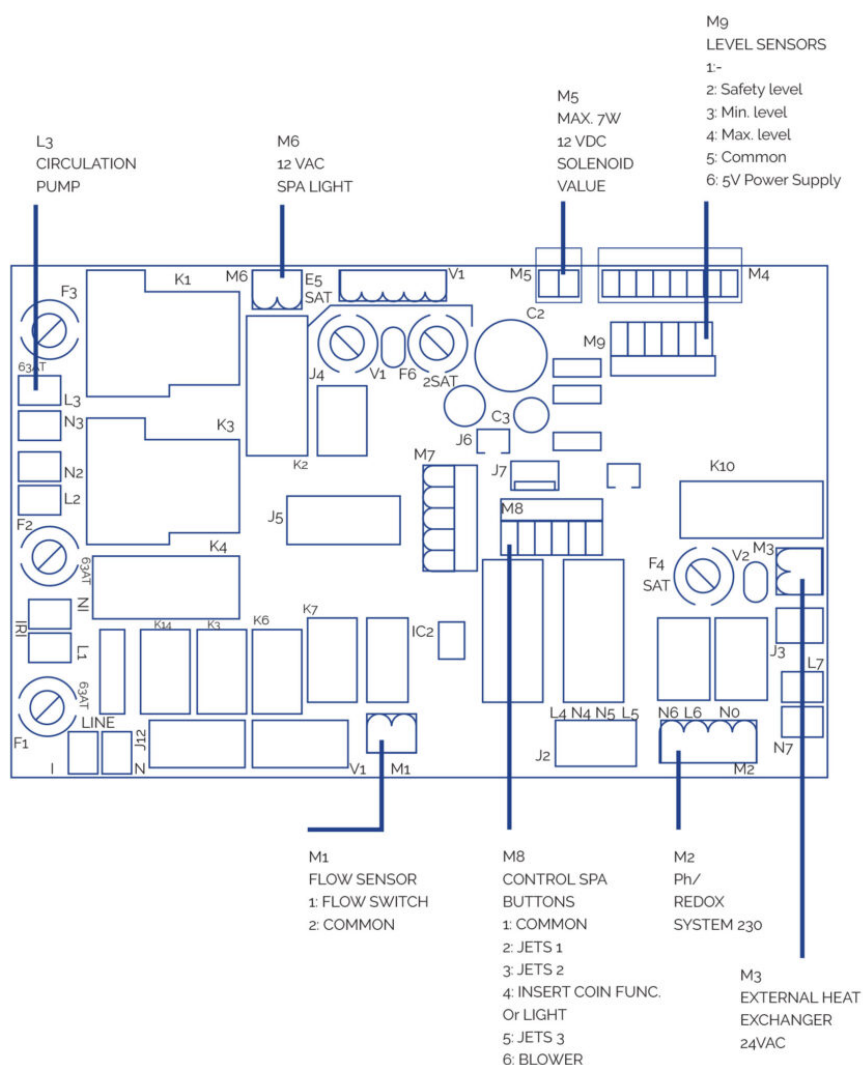 M9
LEVEL SENSORS
1:-
2: Safety level
3: Min. level
4: Max. level
5: Common
6: 5V Power Supply
M5
MAX. 7W
12 VDC
SOLENOID
VALUE
L3
CIRCULATION
PUMP
M6
12 VAC
SPA LIGHT
F3
K1
M6
E5
SAT
V1
M5
M4
C2
M9
63AT
L3
N3
K3
J4
V1
F6
2SAT
C3
J6
K2
M7
J7
K10
N2
L2
J5
M8
F2
63AT
K4
F4
SAT
V2
M3
NI
IRI
L1
K14
K3
K6
K7
IC2
J3
L7
63AT
F1
LINE
I
N
J12
V1
M1
L4 N4 N5 L5
J2
N6 L6 N0
M2
N7
M1
FLOW SENSOR
1: FLOW SWITCH
2: COMMON
M8
CONTROL SPA
BUTTONS
1: COMMON
2: JETS 1
3: JETS 2
4: INSERT COIN FUNC.
Or LIGHT
5: JETS 3
6: BLOWER
M2
Ph/
REDOX
SYSTEM 230
M3
EXTERNAL HEAT
EXCHANGER
24VAC